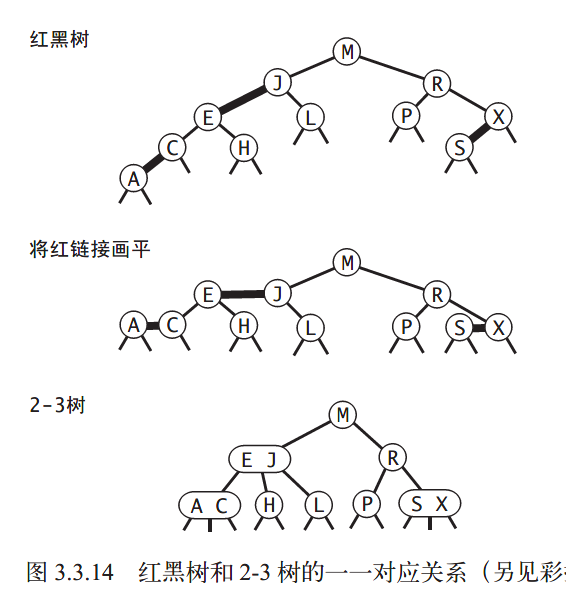 红黑树
M
J R
E L P X
C H S
A
将红链接画平
M
E J R
A C H L P S X
2-3树
M
E J R
A C H L P S X
图 3.3.14 红黑树和 2-3 树的一一对应关系（另见彩